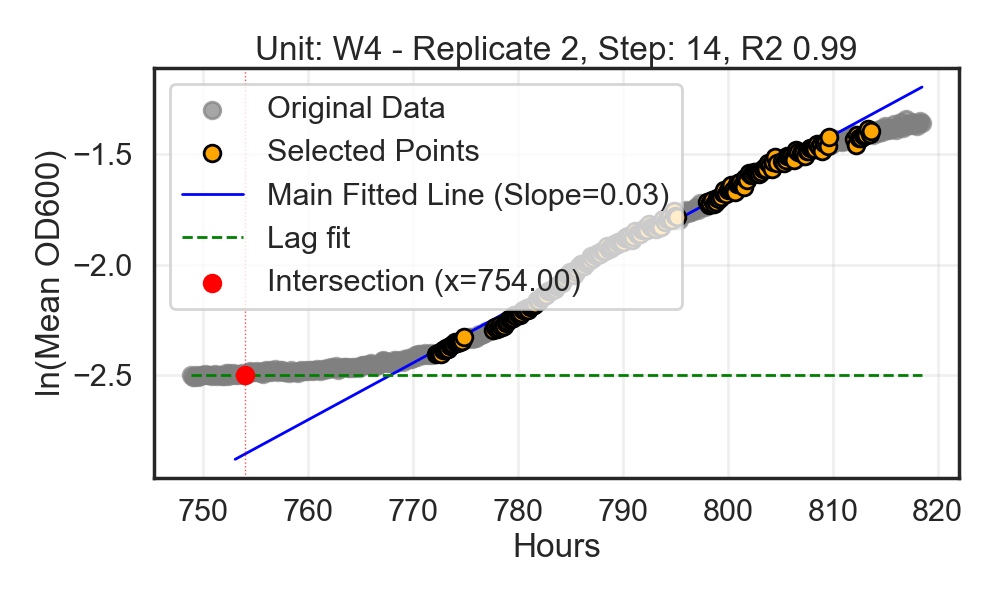 Unit: W4 - Replicate 2, Step: 14, R2 0.99
Original Data
Selected Points
Main Fitted Line (Slope=0.03)
Lag fit
Intersection (x=754.00)
ln(Mean OD600)
−1.5
−2.0
−2.5
750 760 770 780 790 800 810 820
Hours